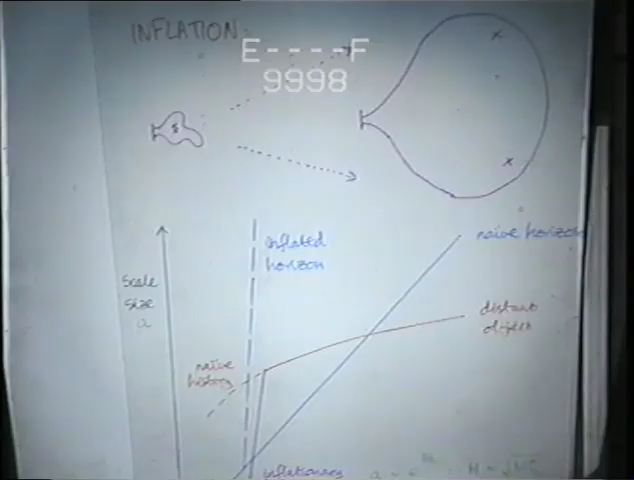 INFLATION
E-----F
9998
inflated
horizon
naive horizon
scale
size
a
distant
object
naive
history
inflationary